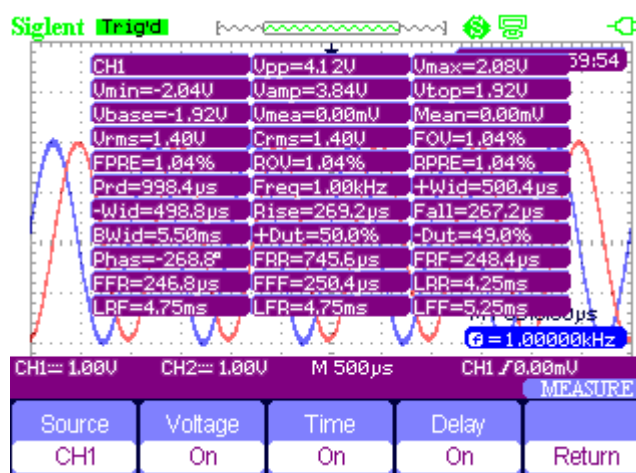 Siglent Trig'd
59:54
CH1 Vpp=4.12V Vmax=2.08V
Vmin=-2.04V Vamp=3.84V Vtop=1.92V
Vbase=-1.92V Vmea=0.00mV Mean=0.00mV
Vrms=1.40V Crms=1.40V FOV=1.04%
FPRE=1.04% ROV=1.04% RPRE=1.04%
Prd=998.4µs Freq=1.00kHz +Wid=500.4µs
-Wid=498.8µs Rise=269.2µs Fall=267.2µs
BWid=5.50ms +Dut=50.0% -Dut=49.0%
Phas=-268.8° FRR=745.6µs FRF=248.4µs
FFR=246.8µs FFF=250.4µs LRR=4.25ms
LRF=4.75ms LFR=4.75ms LFF=5.25ms
f = 1.00000kHz
CH1 1.00V CH2 1.00V M 500µs CH1 0.00mV
MEASURE
Source Voltage Time Delay
CH1 On On On Return